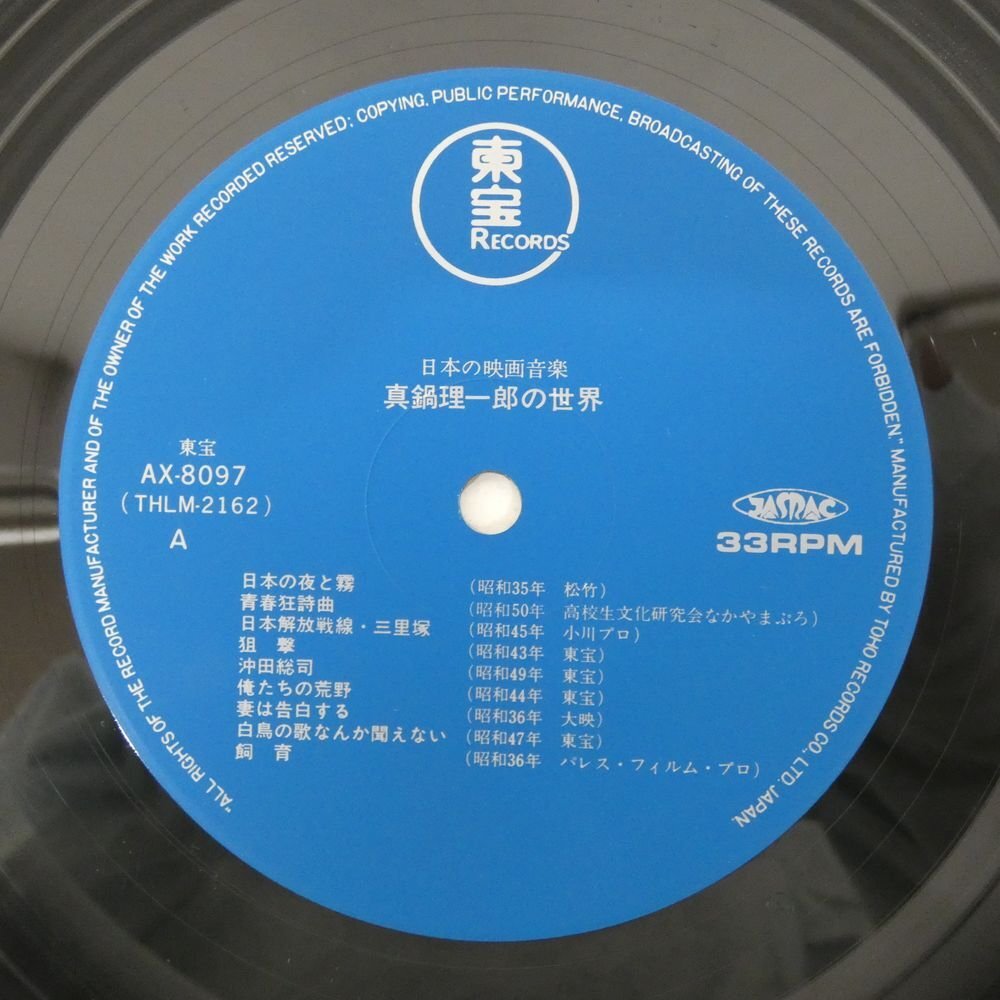 "ALL RIGHTS OF THE RECORD MANUFACTURER AND OF THE OWNER OF THE WORK RECORDED RESERVED; COPYING, PUBLIC PERFORMANCE, BROADCASTING OF THESE RECORDS ARE FORBIDDEN." MANUFACTURED BY TOHO RECORDS CO., LTD. JAPAN.
東宝
RECORDS
日本の映画音楽
真鍋理一郎の世界
東宝
AX-8097
(THLM-2162)
A
JASRAC
33RPM
日本の夜と霧 (昭和35年 松竹)
青春狂詩曲 (昭和50年 高校生文化研究会なかやまぷろ)
日本解放戦線・三里塚 (昭和45年 小川プロ)
狙撃 (昭和43年 東宝)
沖田総司 (昭和49年 東宝)
俺たちの荒野 (昭和44年 東宝)
妻は告白する (昭和36年 大映)
白鳥の歌なんか聞えない (昭和47年 東宝)
飼育 (昭和36年 パレス・フィルム・プロ)